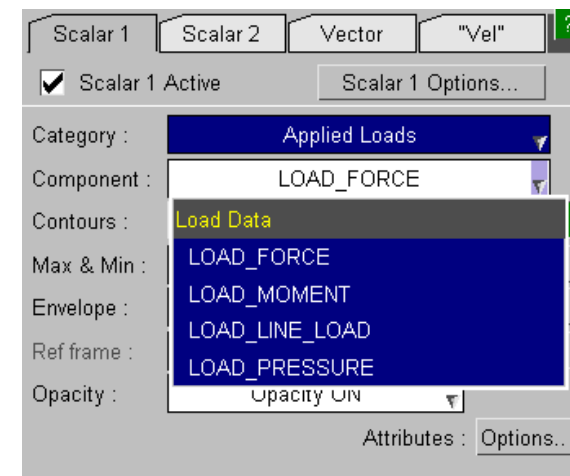 Scalar 1 Scalar 2 Vector "Vel" ?
Scalar 1 Active Scalar 1 Options...
Category : Applied Loads
Component : LOAD_FORCE
Contours : Load Data
LOAD_FORCE
Max & Min :
LOAD_MOMENT
Envelope :
LOAD_LINE_LOAD
Ref frame :
LOAD_PRESSURE
Opacity : Opacity ON
Attributes : Options..